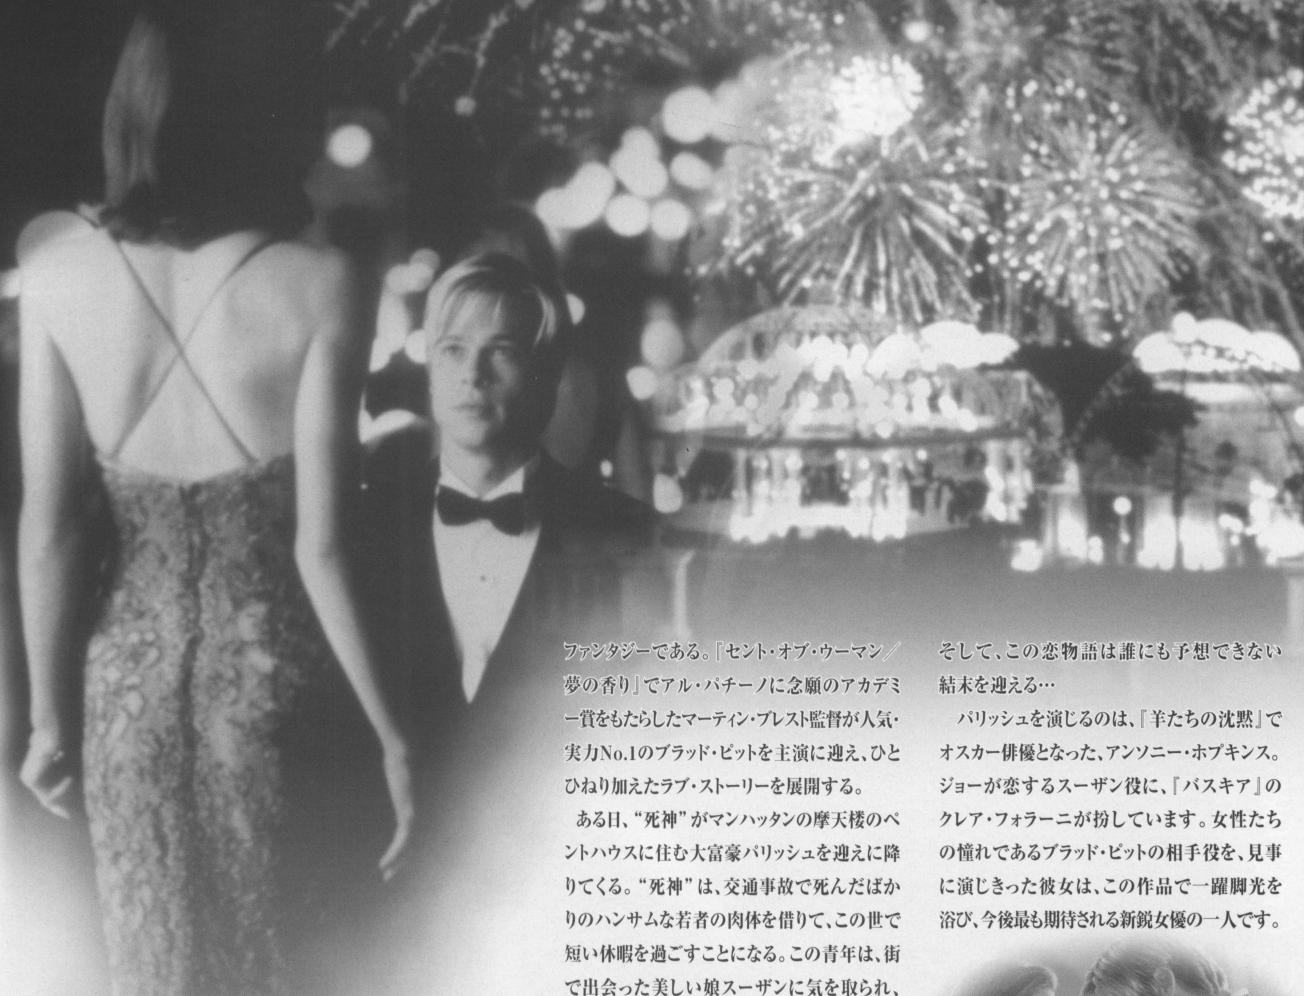 ファンタジーである。『セント・オブ・ウーマン／
夢の香り』でアル・パチーノに念願のアカデミ
ー賞をもたらしたマーティン・ブレスト監督が人気・
実力No.1のブラッド・ピットを主演に迎え、ひと
ひねり加えたラブ・ストーリーを展開する。
ある日、“死神”がマンハッタンの摩天楼のペ
ントハウスに住む大富豪パリッシュを迎えに降
りてくる。“死神”は、交通事故で死んだばか
りのハンサムな若者の肉体を借りて、この世で
短い休暇を過ごすことになる。この青年は、街
で出会った美しい娘スーザンに気を取られ、
そして、この恋物語は誰にも予想できない
結末を迎える…
パリッシュを演じるのは、『羊たちの沈黙』で
オスカー俳優となった、アンソニー・ホプキンス。
ジョーが恋するスーザン役に、『バスキア』の
クレア・フォラーニが扮しています。女性たち
の憧れであるブラッド・ピットの相手役を、見事
に演じきった彼女は、この作品で一躍脚光を
浴び、今後最も期待される新鋭女優の一人です。